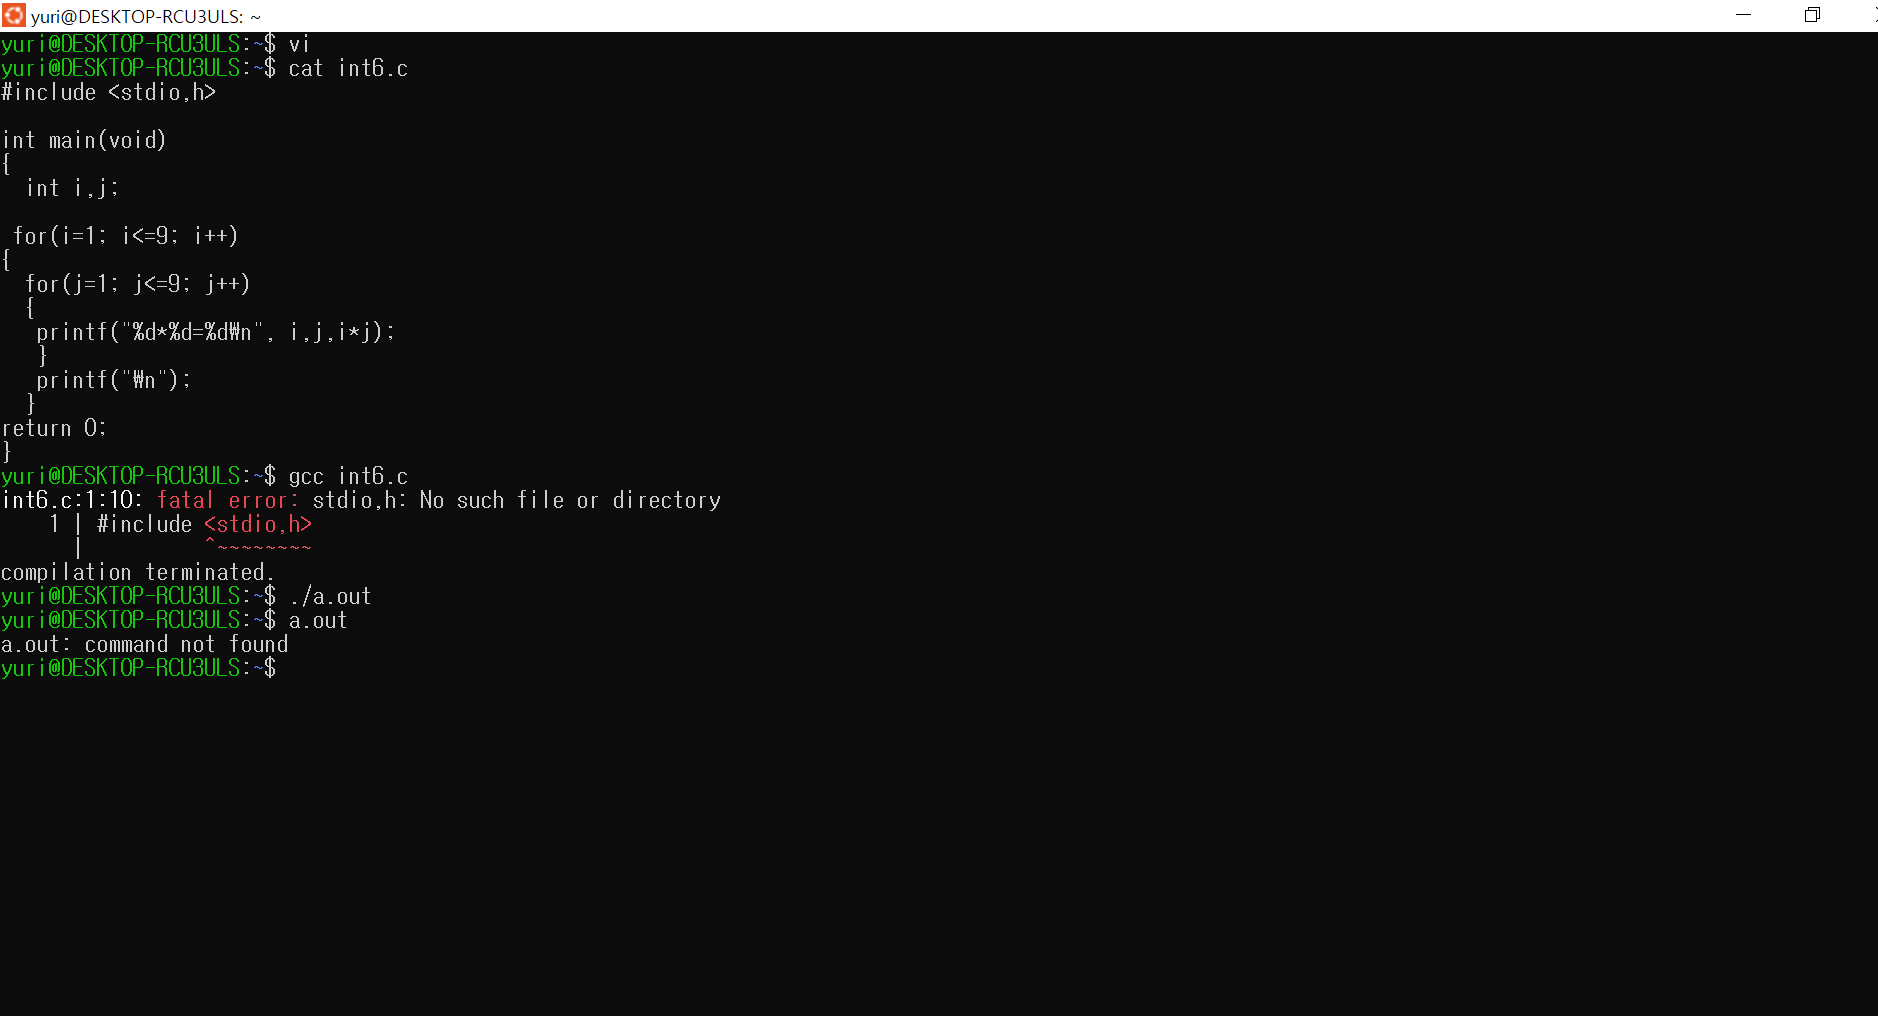 yuri@DESKTOP-RCU3ULS: ~
yuri@DESKTOP-RCU3ULS:~$ vi
yuri@DESKTOP-RCU3ULS:~$ cat int6.c
#include <stdio,h>
int main(void)
{
  int i,j;
 for(i=1; i<=9; i++)
{
  for(j=1; j<=9; j++)
  {
   printf("%d*%d=%d₩n", i,j,i*j);
   }
   printf("₩n");
  }
return 0;
}
yuri@DESKTOP-RCU3ULS:~$ gcc int6.c
int6.c:1:10: fatal error: stdio,h: No such file or directory
    1 | #include <stdio,h>
      |          ^~~~~~~~~
compilation terminated.
yuri@DESKTOP-RCU3ULS:~$ ./a.out
yuri@DESKTOP-RCU3ULS:~$ a.out
a.out: command not found
yuri@DESKTOP-RCU3ULS:~$